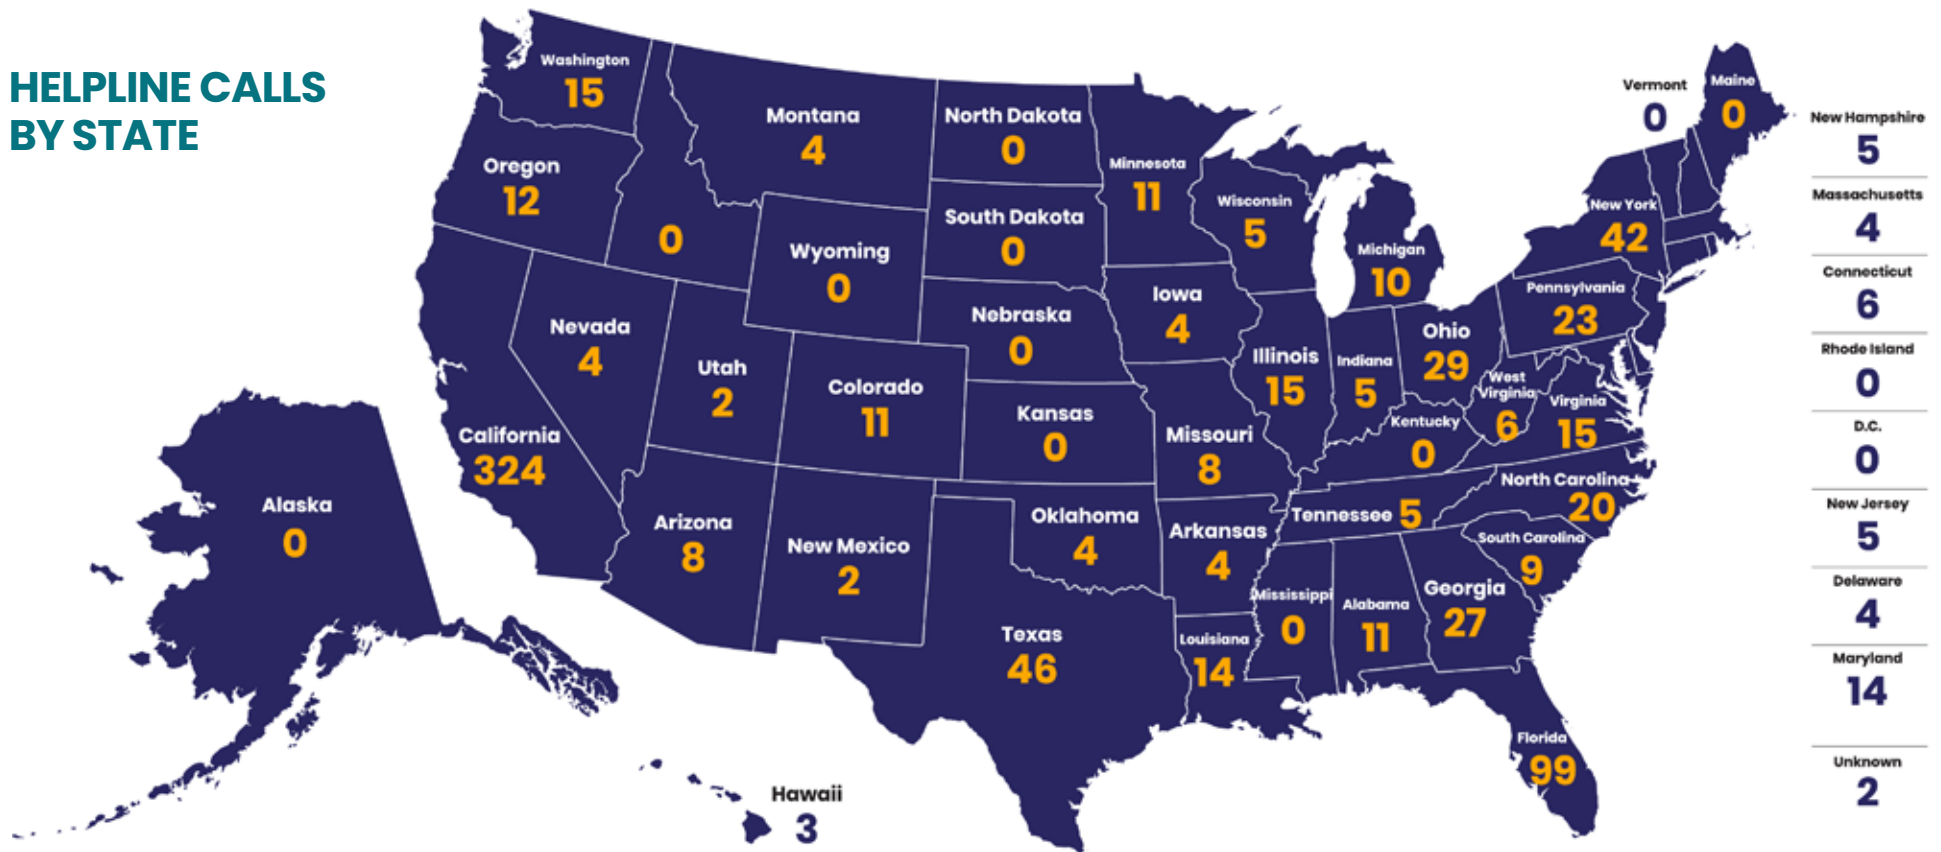 HELPLINE CALLS
BY STATE
Washington
15
Oregon
12
California
324
Nevada
4
0
Montana
4
Wyoming
0
Utah
2
Colorado
11
Arizona
8
New Mexico
2
North Dakota
0
South Dakota
0
Nebraska
0
Kansas
0
Oklahoma
4
Texas
46
Minnesota
11
Iowa
4
Missouri
8
Arkansas
4
Louisiana
14
Wisconsin
5
Illinois
15
Michigan
10
Indiana
5
Ohio
29
Kentucky
0
Tennessee 5
Mississippi
0
Alabama
11
Georgia
27
Florida
99
South Carolina
9
North Carolina
20
West
Virginia
6
Virginia
15
Pennsylvania
23
New York
42
Vermont
0
Maine
0
Alaska
0
Hawaii
3
New Hampshire
5
Massachusetts
4
Connecticut
6
Rhode Island
0
D.C.
0
New Jersey
5
Delaware
4
Maryland
14
Unknown
2